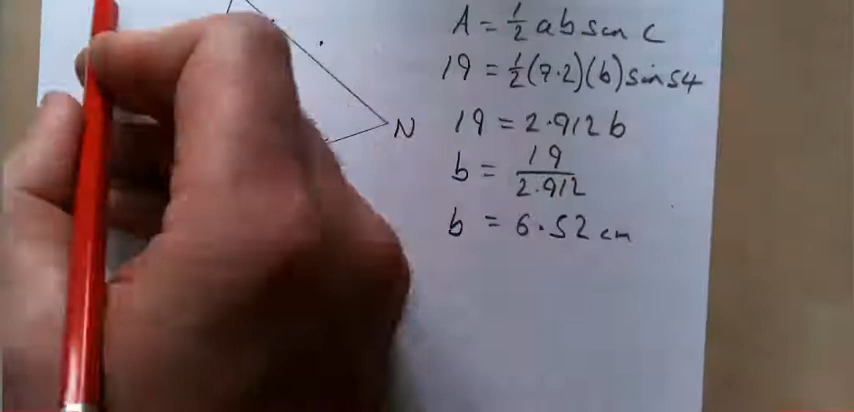 A = 1/2 ab sin C
19 = 1/2 (7.2)(b) sin 54
N
19 = 2.912 b
b = 19/2.912
b = 6.52 cm